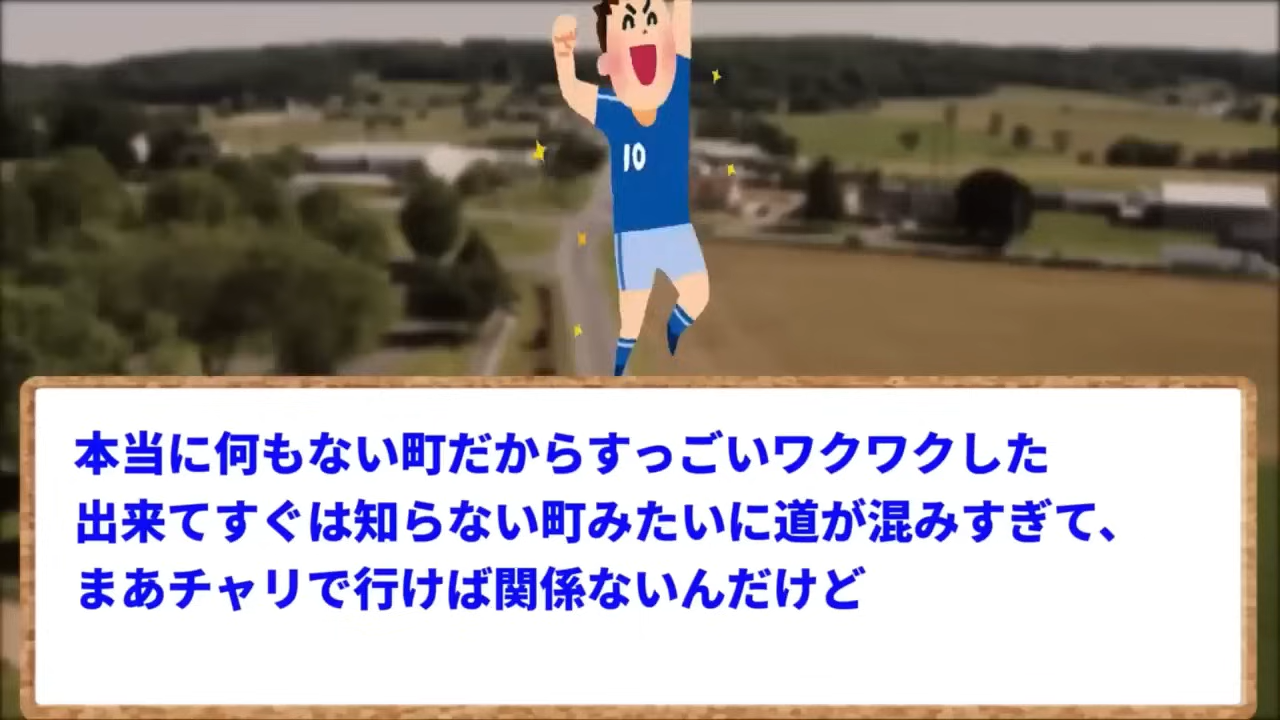 10
本当に何もない町だからすっごいワクワクした
出来てすぐは知らない町みたいに道が混みすぎて、
まあチャリで行けば関係ないんだけど